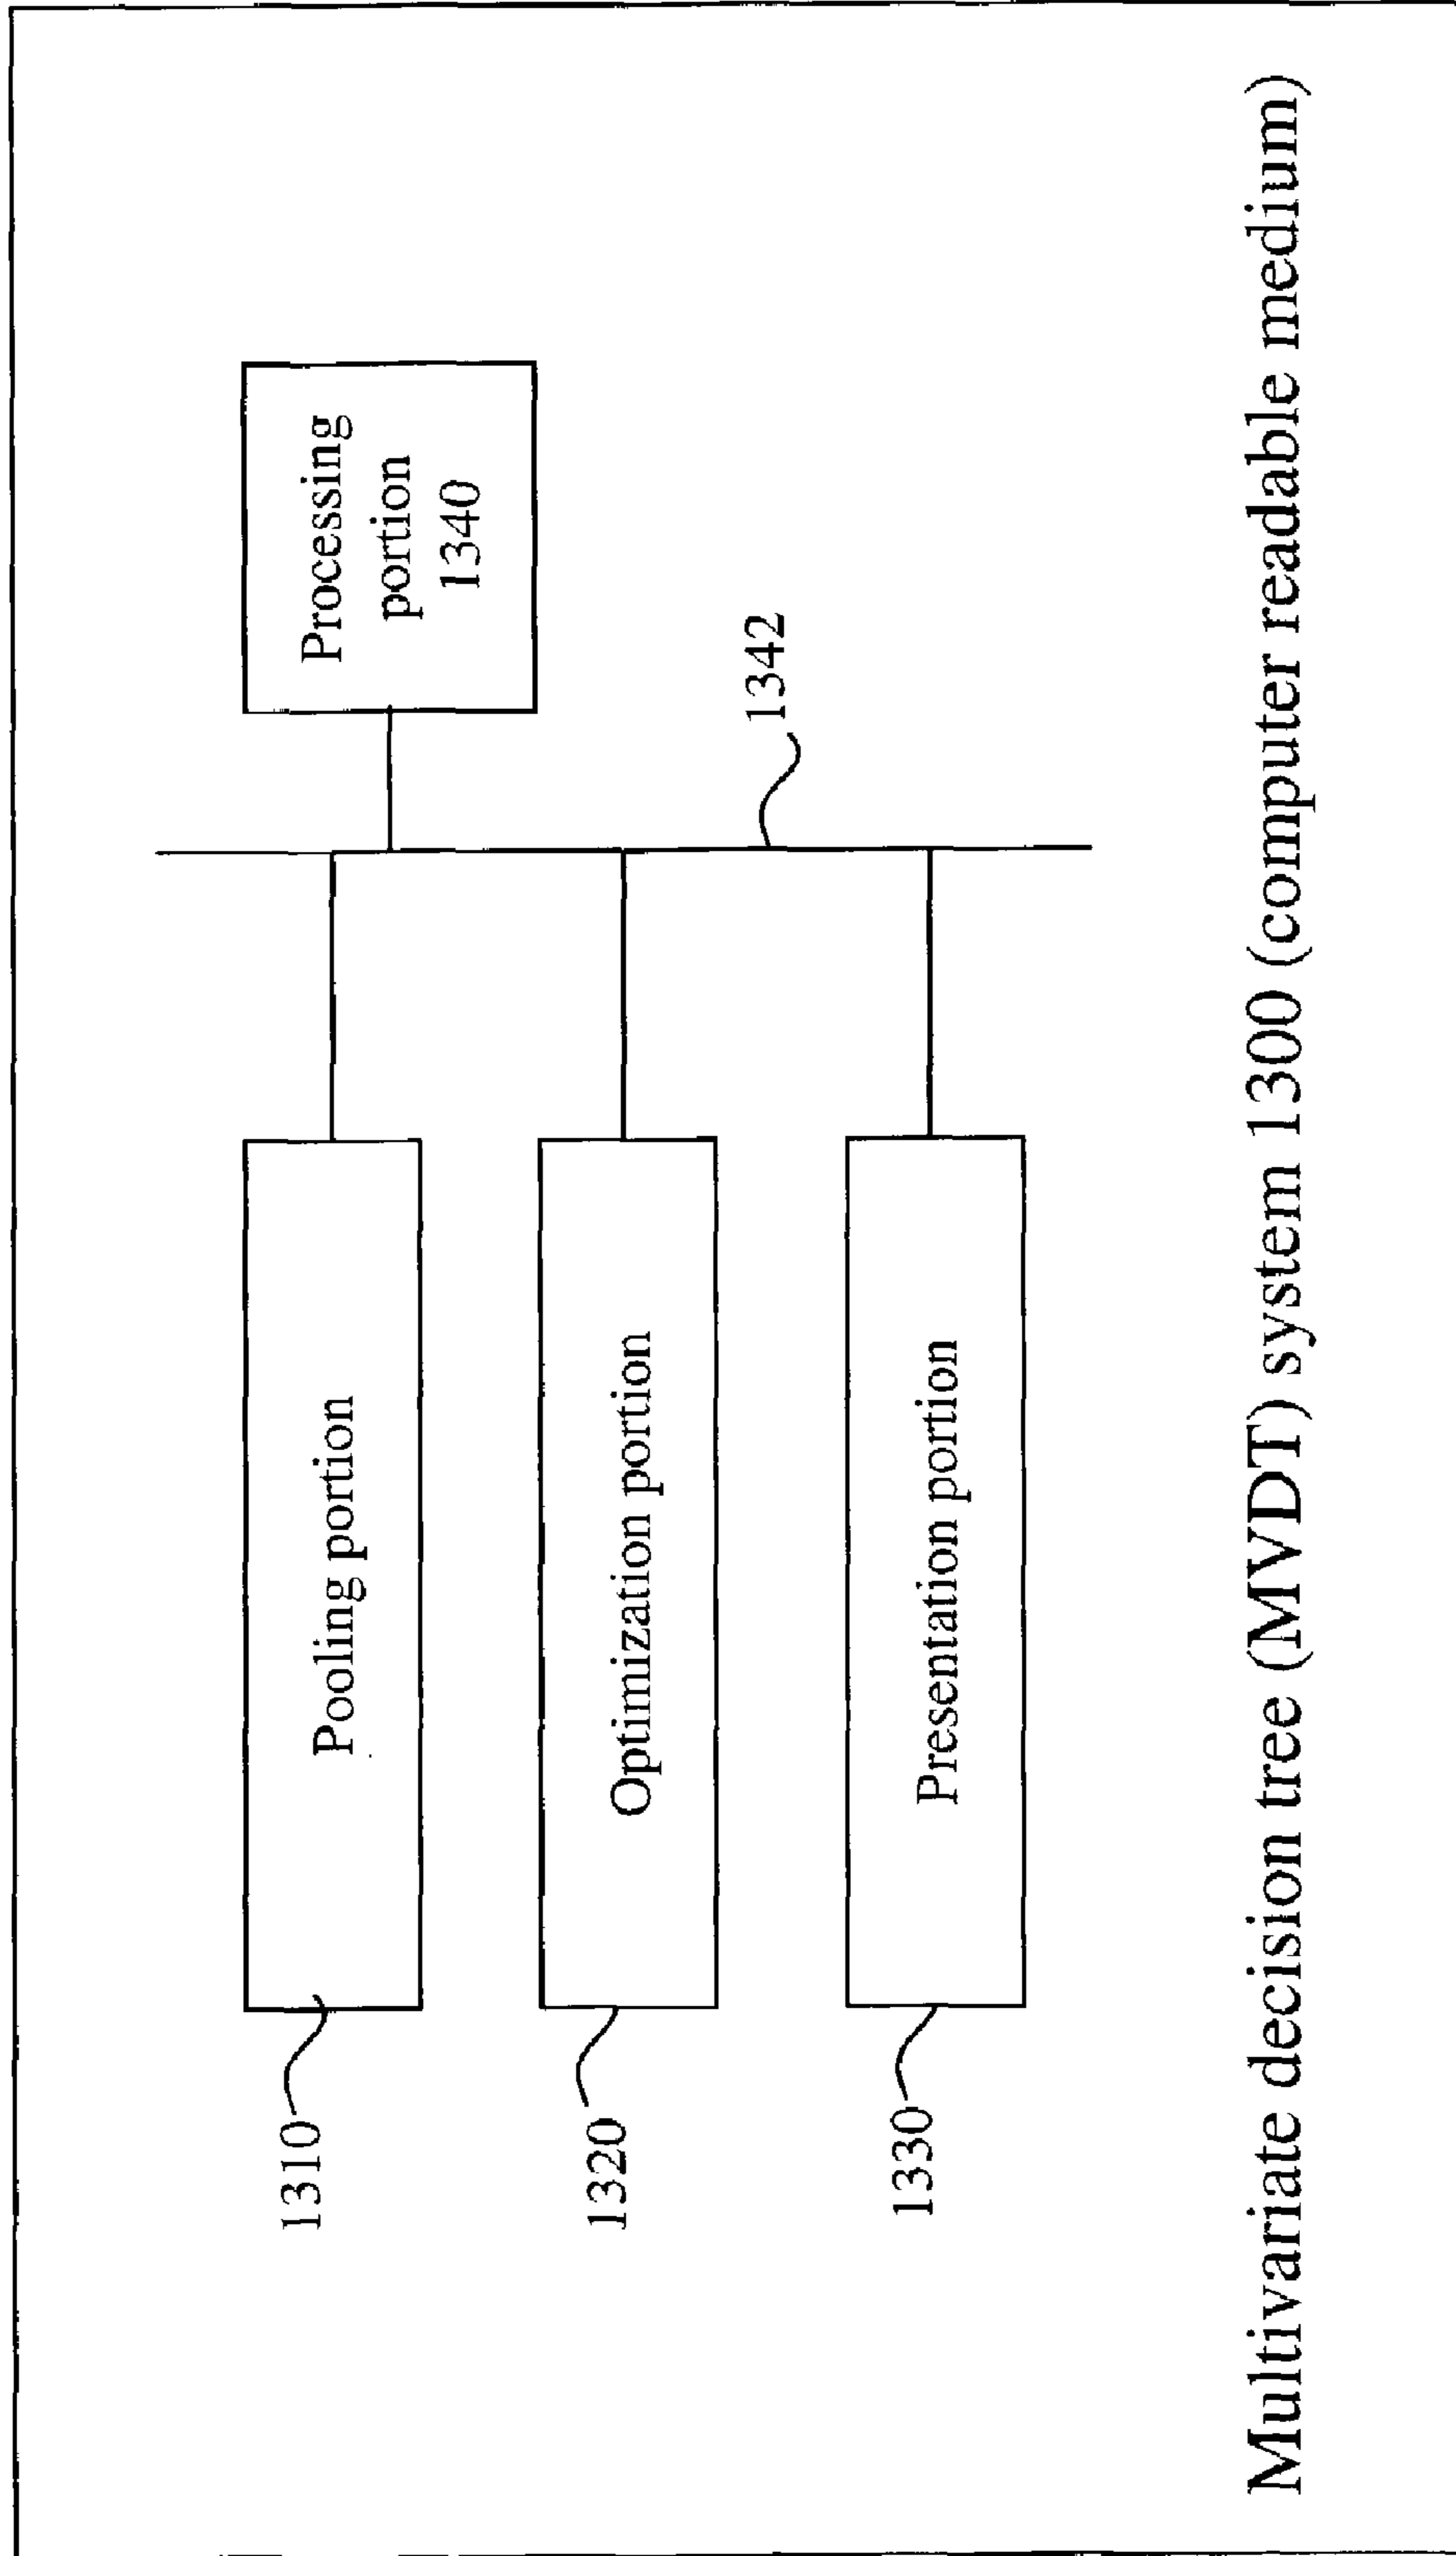 Processing
portion
1340
1310
Pooling portion
1342
1320
Optimization portion
1330
Presentation portion
Multivariate decision tree (MVDT) system 1300 (computer readable medium)